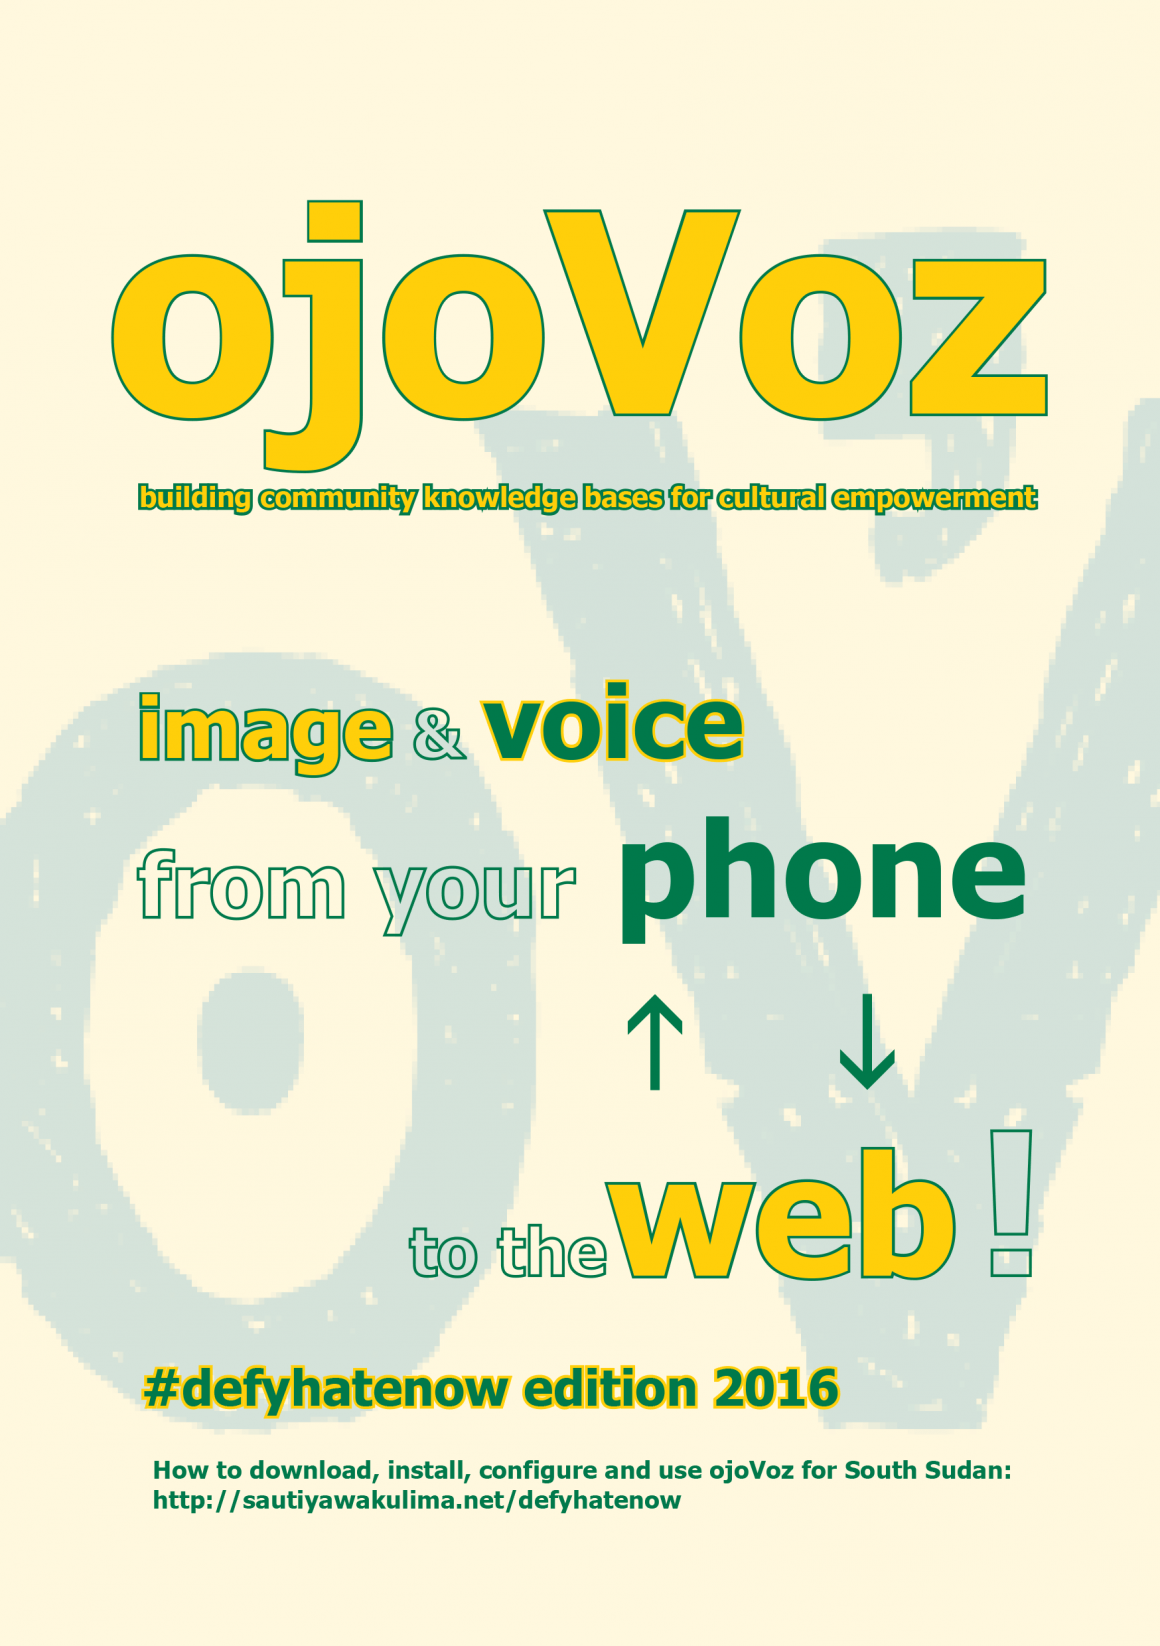 ojoVoz
building community knowledge bases for cultural empowerment
image & voice
from your phone
↑ ↓
to the web!
#defyhatenow edition 2016
How to download, install, configure and use ojoVoz for South Sudan:
http://sautiyawakulima.net/defyhatenow